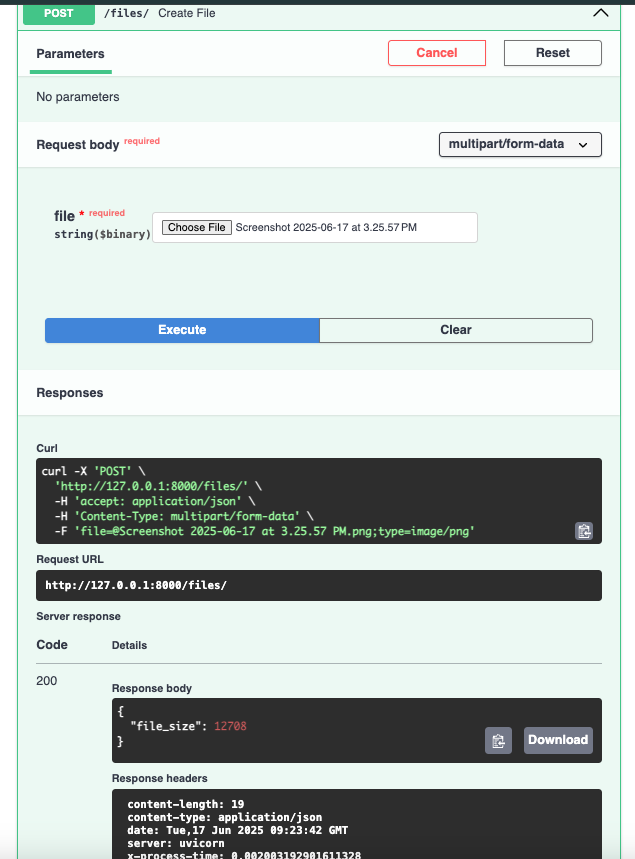 POST /files/ Create File
Parameters Cancel Reset
No parameters
Request body required multipart/form-data
file * required
string($binary) Choose File Screenshot 2025-06-17 at 3.25.57 PM
Execute Clear
Responses
Curl
curl -X 'POST' \
'http://127.0.0.1:8000/files/' \
-H 'accept: application/json' \
-H 'Content-Type: multipart/form-data' \
-F 'file=@Screenshot 2025-06-17 at 3.25.57 PM.png;type=image/png'
Request URL
http://127.0.0.1:8000/files/
Server response
Code Details
200
Response body
{
"file_size": 12708
}
Download
Response headers
content-length: 19
content-type: application/json
date: Tue,17 Jun 2025 09:23:42 GMT
server: uvicorn
x-process-time: 0.002003192901611328